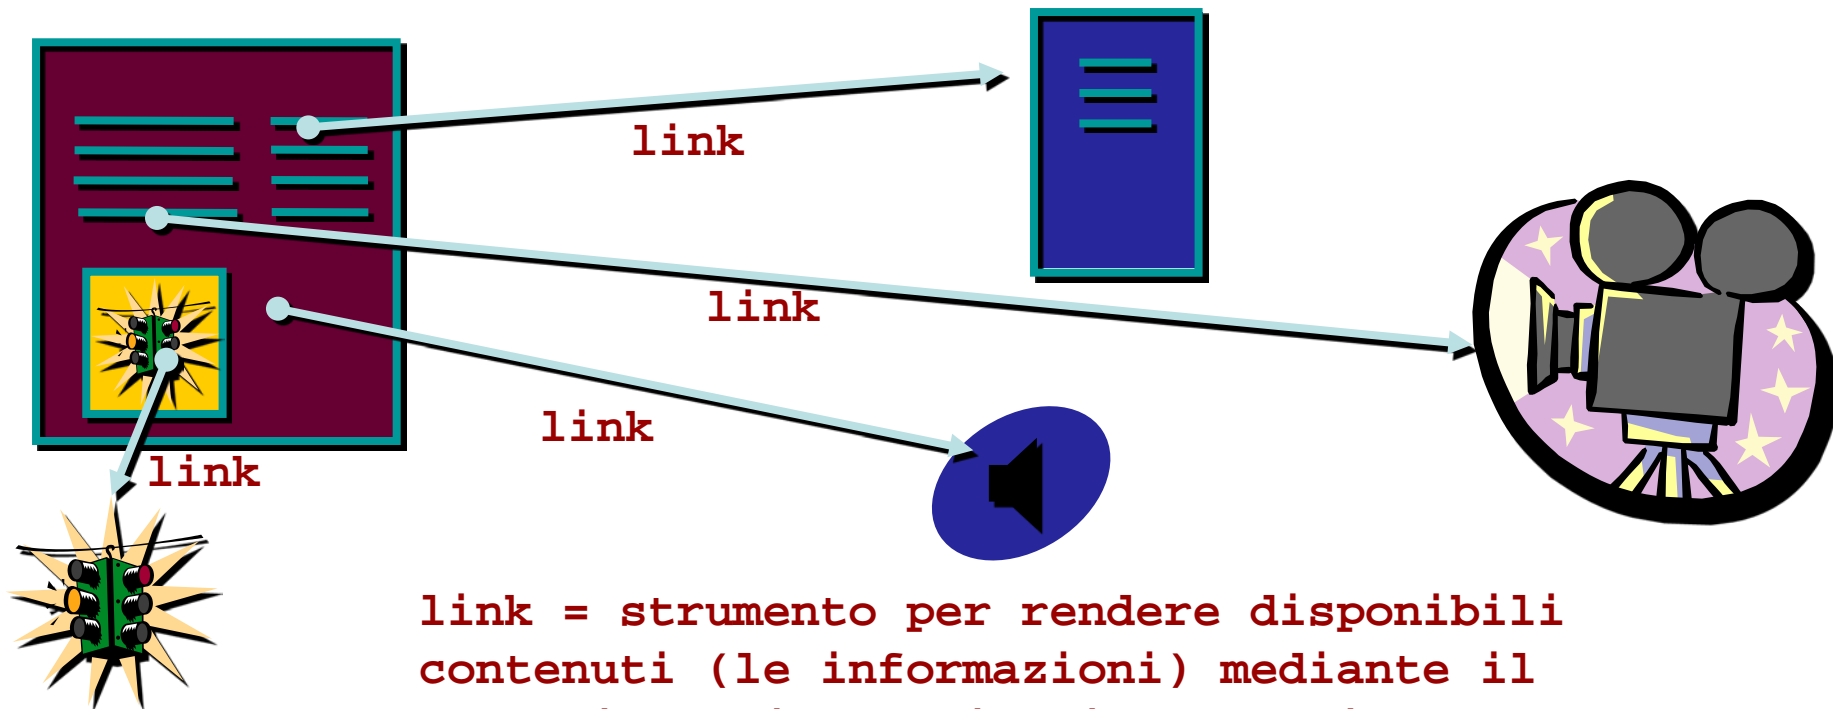 link
link
link
link
link = strumento per rendere disponibili
contenuti (le informazioni) mediante il